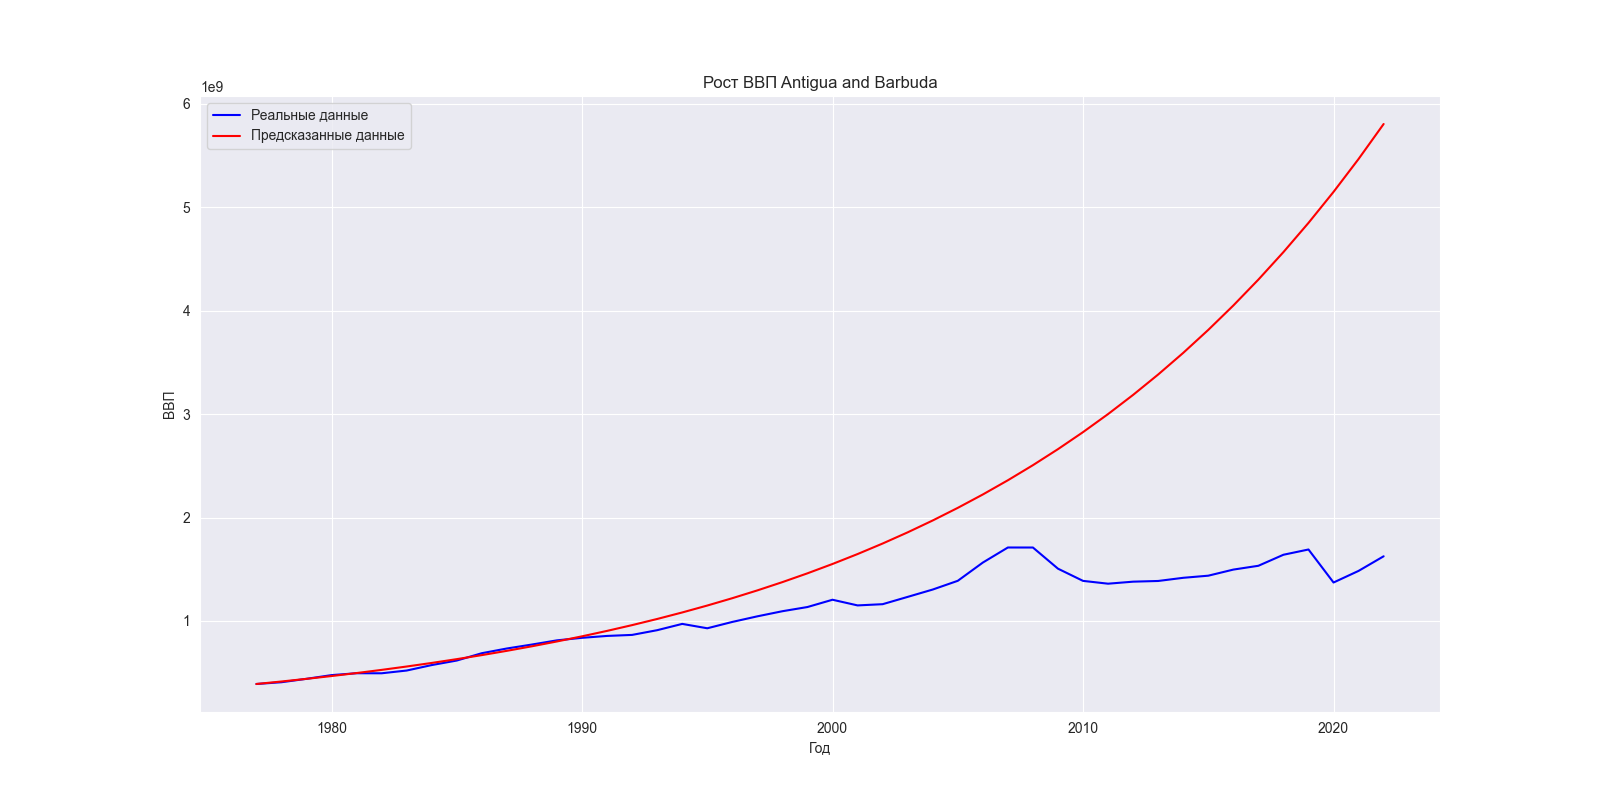 Рост ВВП Antigua and Barbuda
1e9
Реальные данные
Предсказанные данные
6
5
4
3
2
1
ВВП
1980 1990 2000 2010 2020
Год